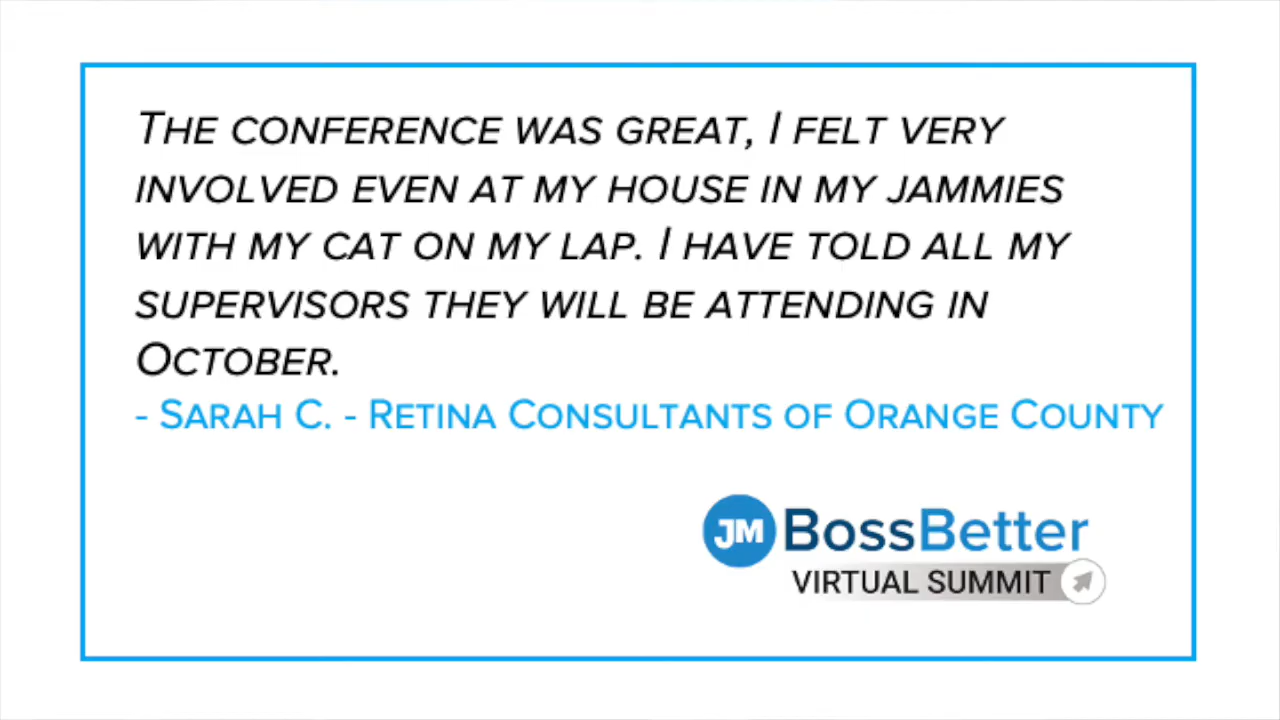 The conference was great, I felt very
involved even at my house in my jammies
with my cat on my lap. I have told all my
supervisors they will be attending in
October.
- Sarah C. - Retina Consultants of Orange County
JM BossBetter
VIRTUAL SUMMIT